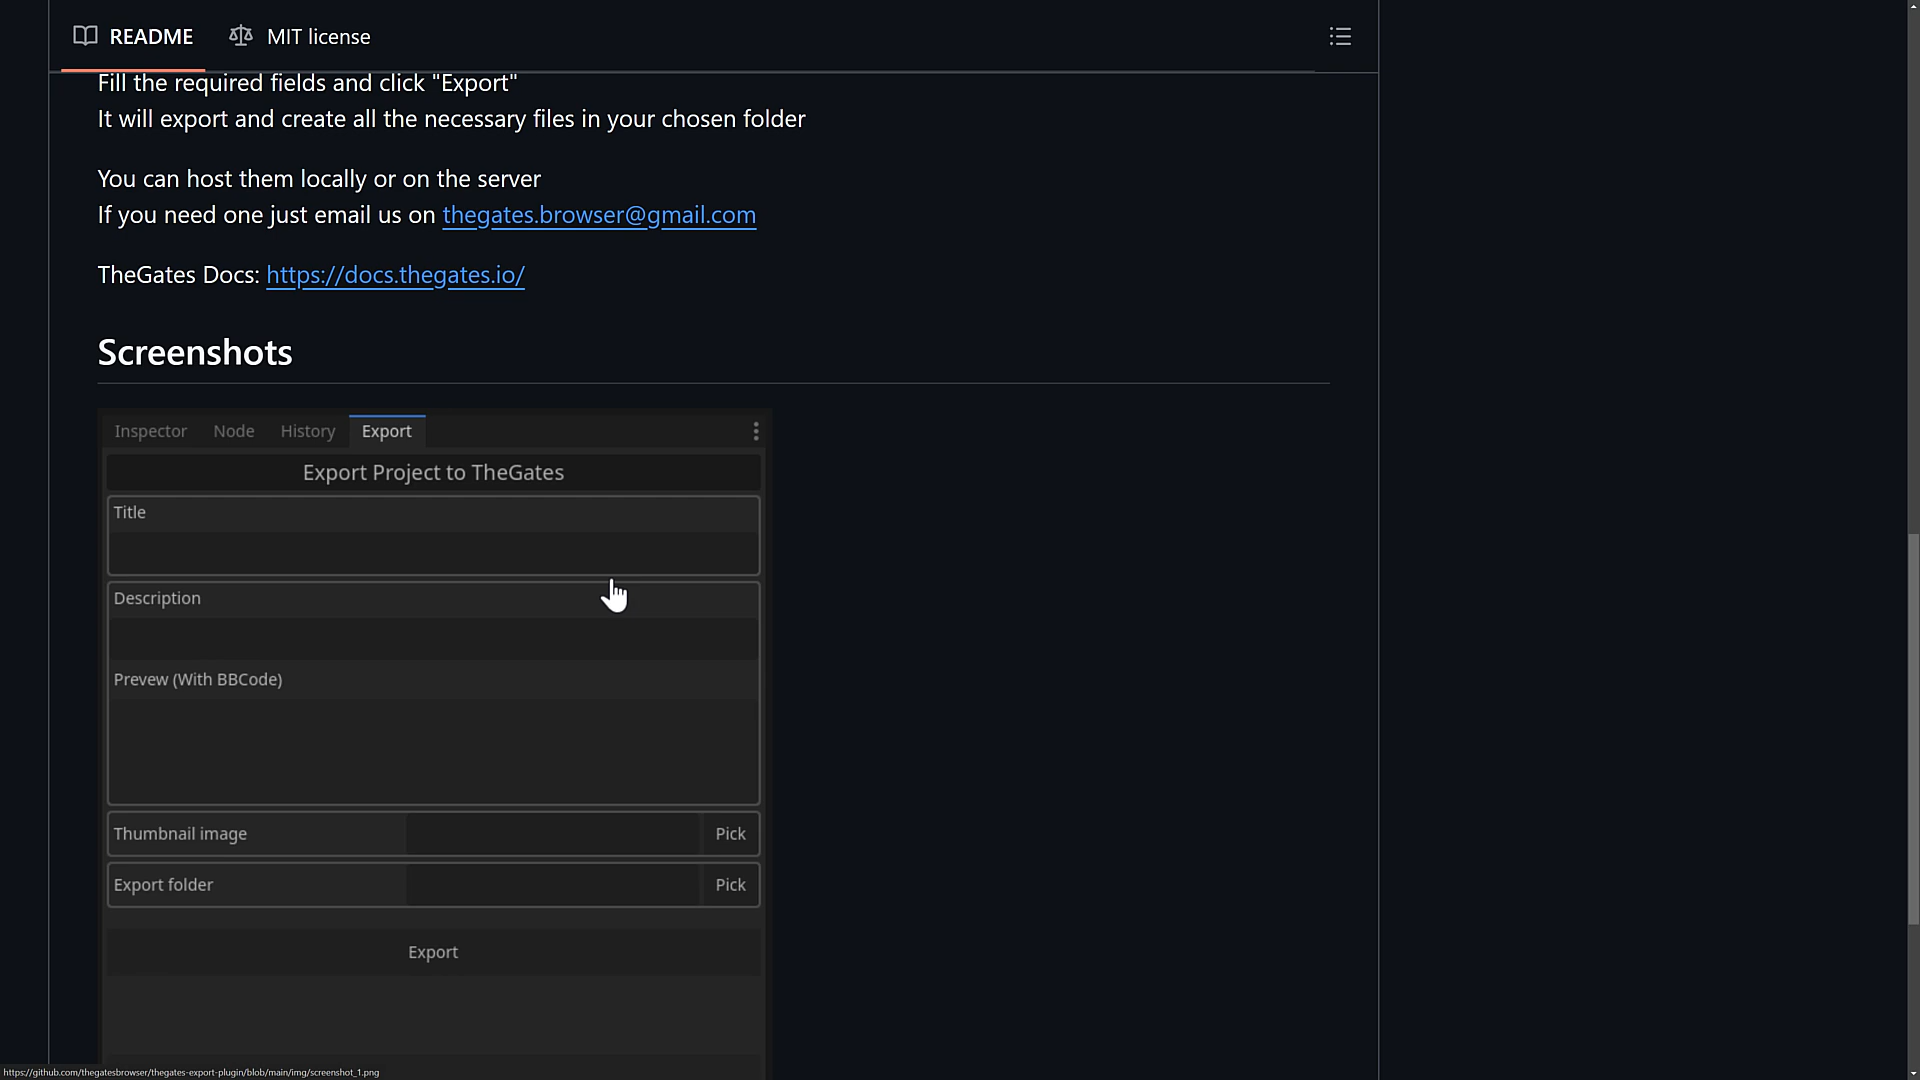 README MIT license
Fill the required fields and click "Export"
It will export and create all the necessary files in your chosen folder
You can host them locally or on the server
If you need one just email us on thegates.browser@gmail.com
TheGates Docs: https://docs.thegates.io/
Screenshots
Inspector Node History Export
Export Project to TheGates
Title
Description
Prevew (With BBCode)
Thumbnail image Pick
Export folder Pick
Export
https://github.com/thegatesbrowser/thegates-export-plugin/blob/main/img/screenshot_1.png